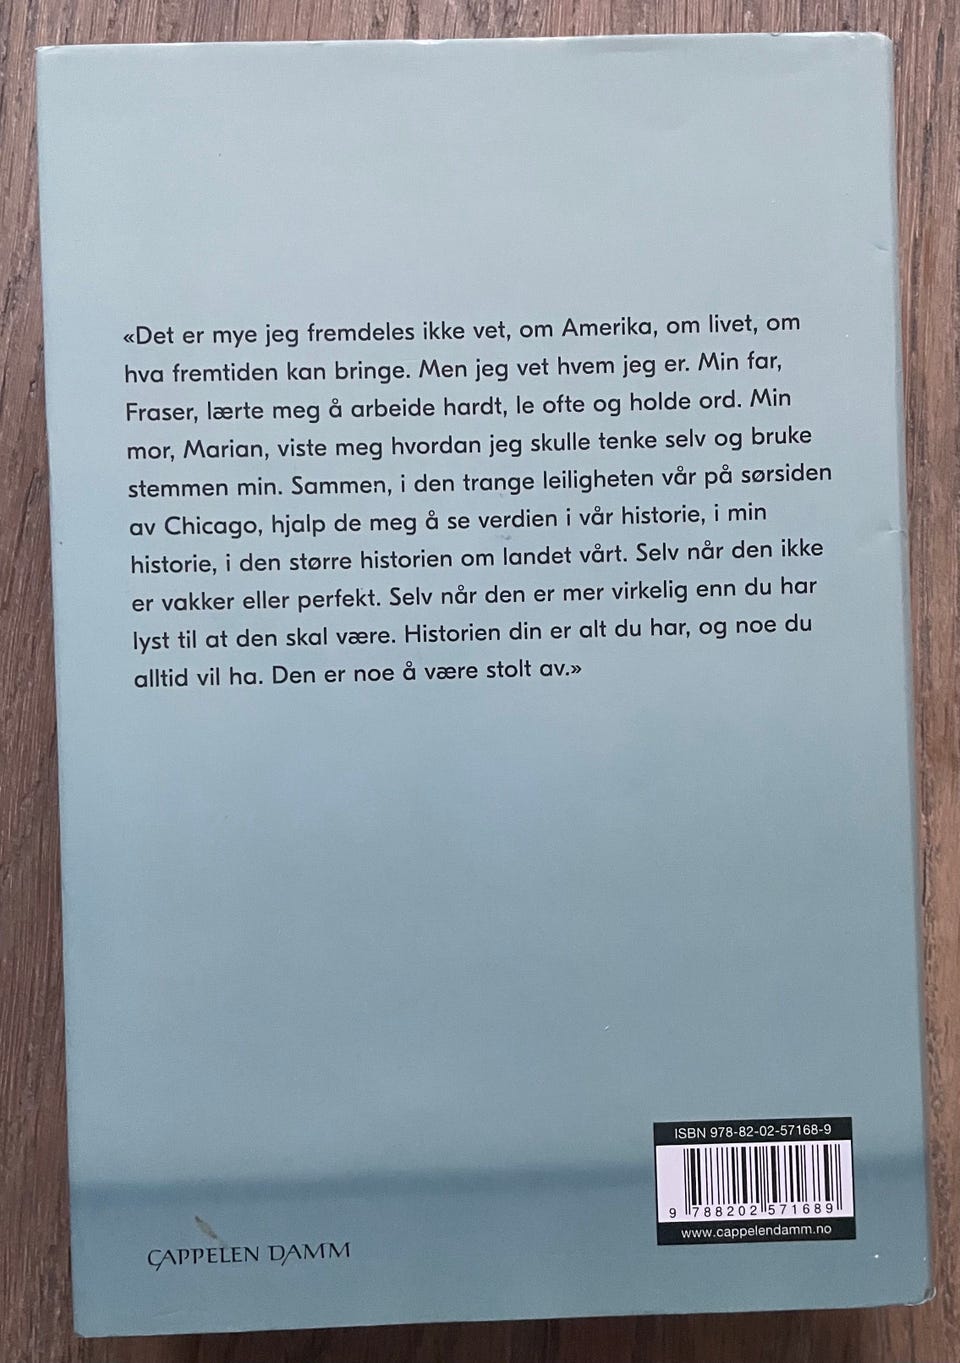 «Det er mye jeg fremdeles ikke vet, om Amerika, om livet, om
hva fremtiden kan bringe. Men jeg vet hvem jeg er. Min far,
Fraser, lærte meg å arbeide hardt, le ofte og holde ord. Min
mor, Marian, viste meg hvordan jeg skulle tenke selv og bruke
stemmen min. Sammen, i den trange leiligheten vår på sørsiden
av Chicago, hjalp de meg å se verdien i vår historie, i min
historie, i den større historien om landet vårt. Selv når den ikke
er vakker eller perfekt. Selv når den er mer virkelig enn du har
lyst til at den skal være. Historien din er alt du har, og noe du
alltid vil ha. Den er noe å være stolt av.»
ISBN 978-82-02-57168-9
9 788202 571689
www.cappelendamm.no
CAPPELEN DAMM